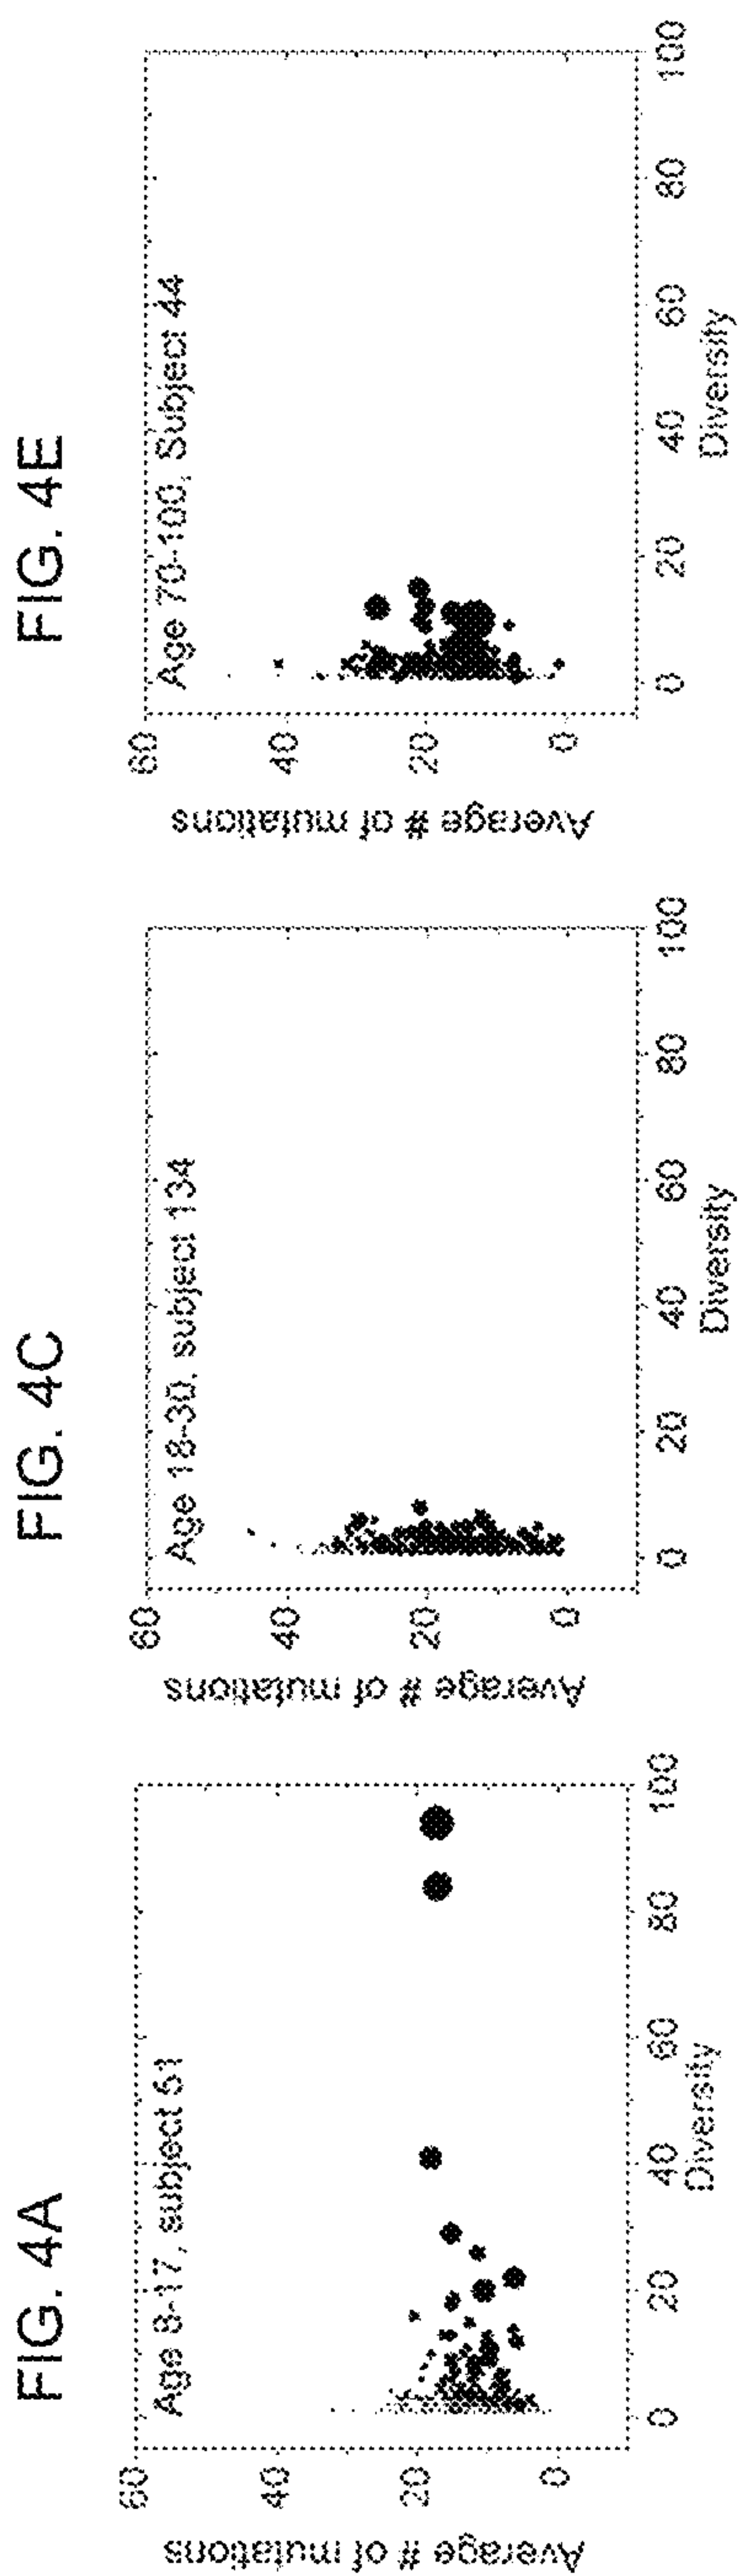 FIG. 4A
Age 8-17, subject 51
60
40
20
0
Average # of mutations
0
20
40
60
80
100
Diversity
FIG. 4C
Age 18-30, subject 134
60
40
20
0
Average # of mutations
0
20
40
60
80
100
Diversity
FIG. 4E
Age 70-100, Subject 44
60
40
20
0
Average # of mutations
0
20
40
60
80
100
Diversity